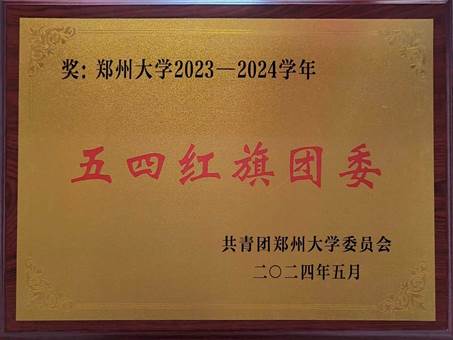 奖: 郑州大学2023—2024学年
五四红旗团委
共青团郑州大学委员会
二〇二四年五月